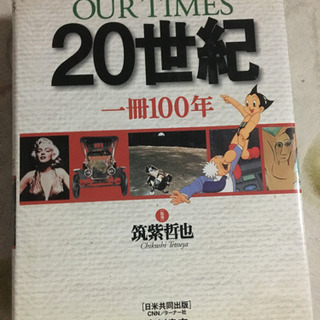 OUR TIMES
20世紀
一冊100年
筑紫哲也
Chikushi Tetsuya
[日米共同出版]
CNN/ターナー社